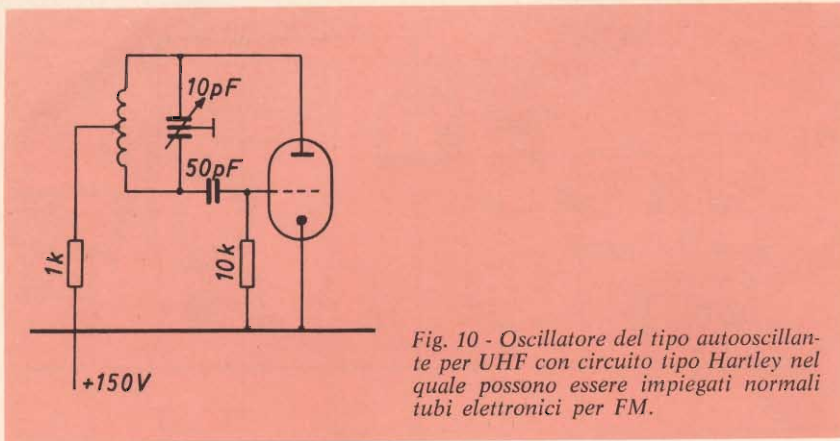 10pF
50pF
1k
10k
+150V
Fig. 10 - Oscillatore del tipo autooscillan-
te per UHF con circuito tipo Hartley nel
quale possono essere impiegati normali
tubi elettronici per FM.